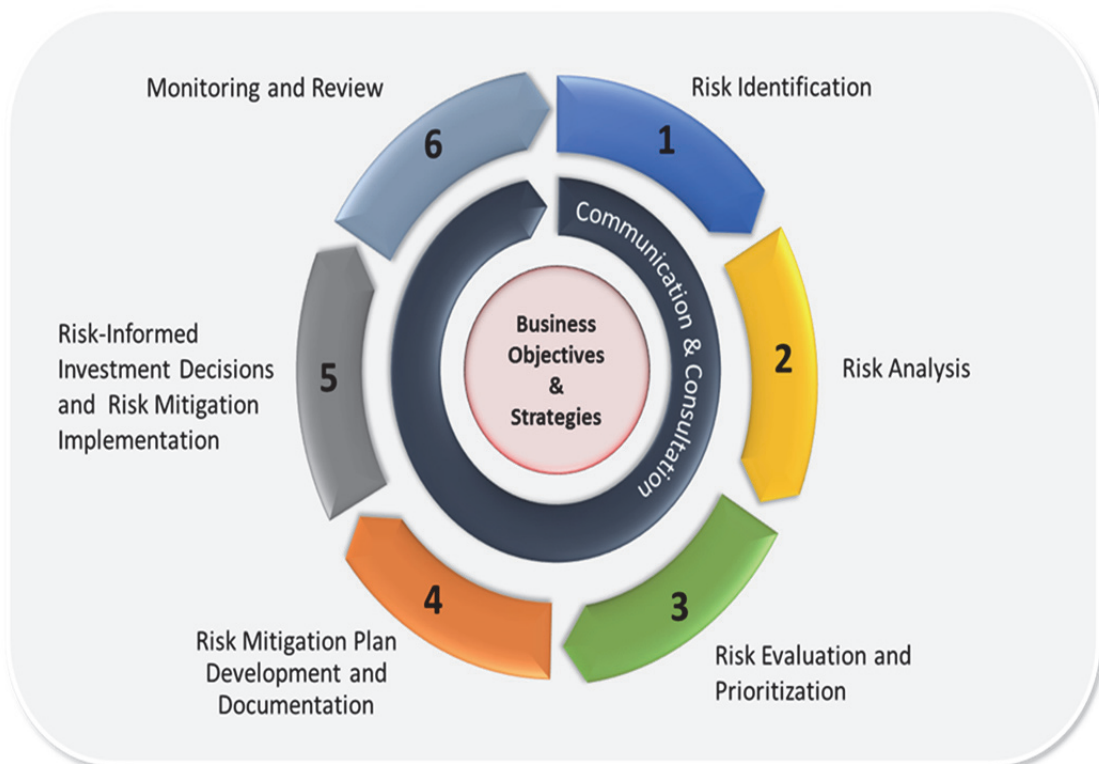 1
Risk Identification
2
Risk Analysis
3
Risk Evaluation and
Prioritization
4
Risk Mitigation Plan
Development and
Documentation
5
Risk-Informed
Investment Decisions
and Risk Mitigation
Implementation
6
Monitoring and Review
Communication & Consultation
Business
Objectives
&
Strategies